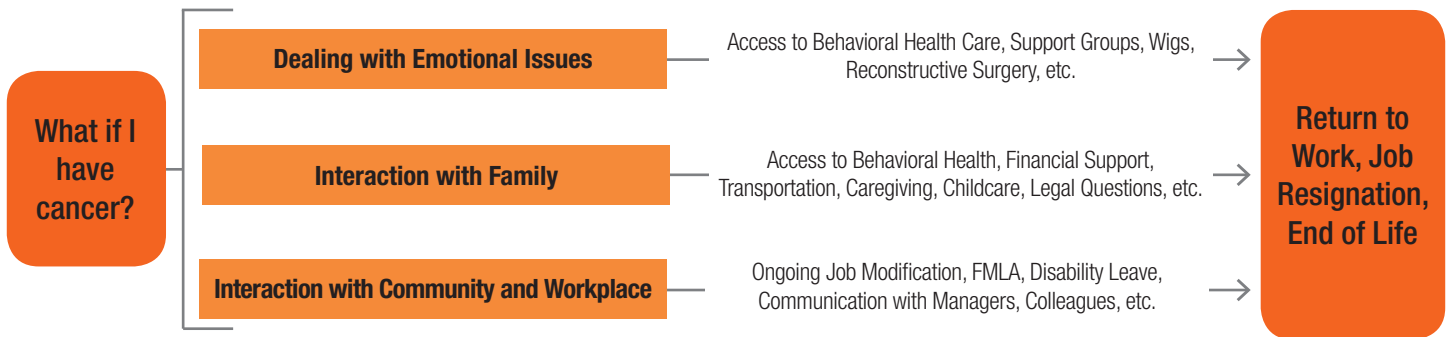 What if I
have
cancer?
Dealing with Emotional Issues
Access to Behavioral Health Care, Support Groups, Wigs,
Reconstructive Surgery, etc.
Interaction with Family
Access to Behavioral Health, Financial Support,
Transportation, Caregiving, Childcare, Legal Questions, etc.
Interaction with Community and Workplace
Ongoing Job Modification, FMLA, Disability Leave,
Communication with Managers, Colleagues, etc.
Return to
Work, Job
Resignation,
End of Life